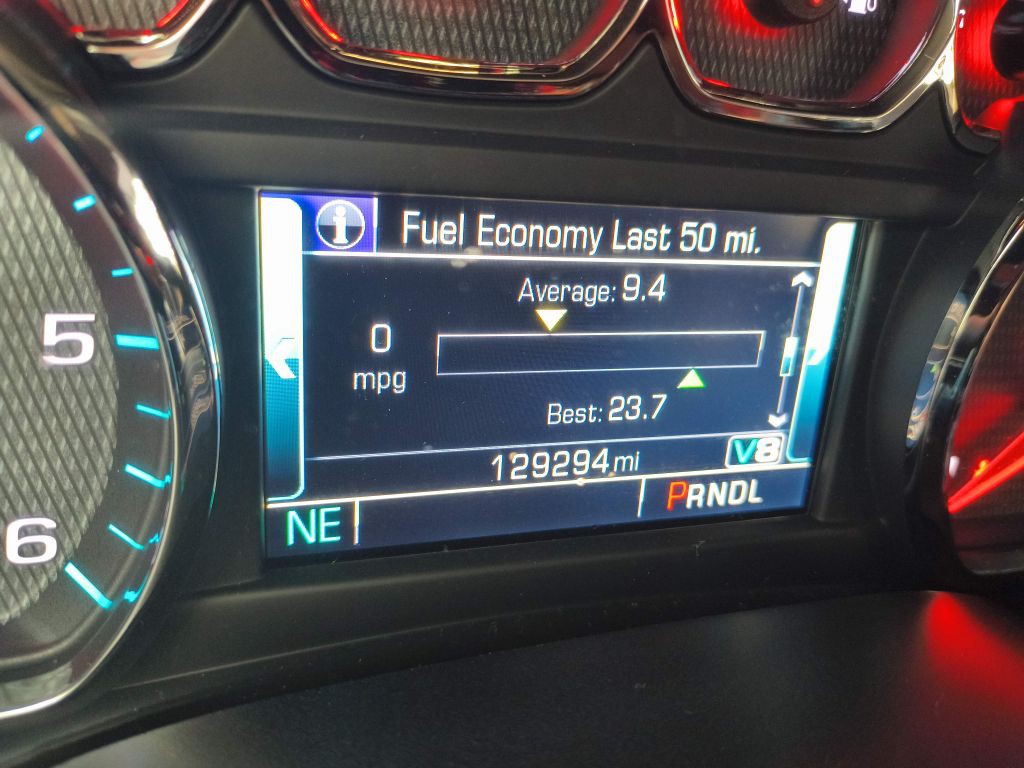 Fuel Economy Last 50 mi.
Average: 9.4
0
mpg
Best: 23.7
129294 mi
V8
NE
PRNDL
5
6